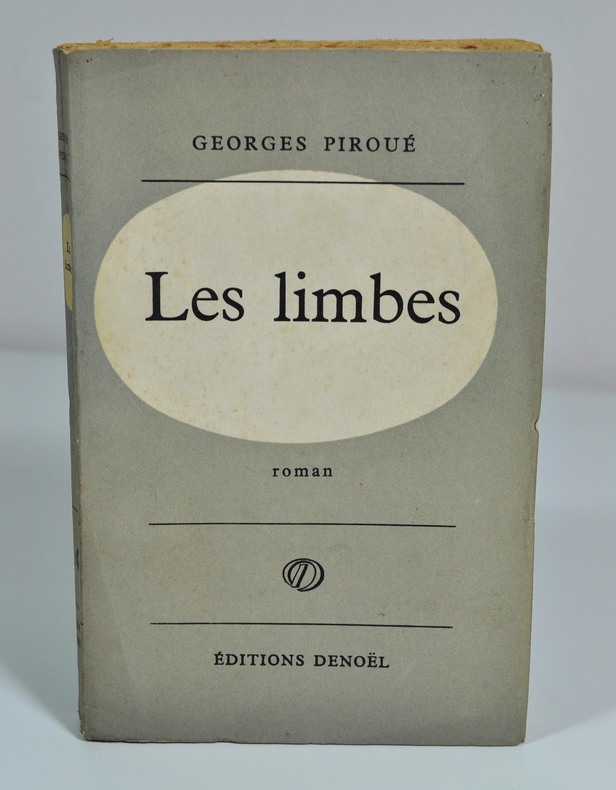 GEORGES PIROUÉ
Les limbes
roman
ÉDITIONS DENOËL